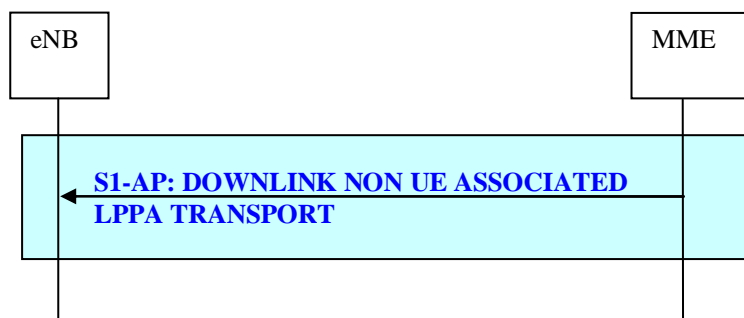 eNB
MME
S1-AP: DOWNLINK NON UE ASSOCIATED
LPPA TRANSPORT